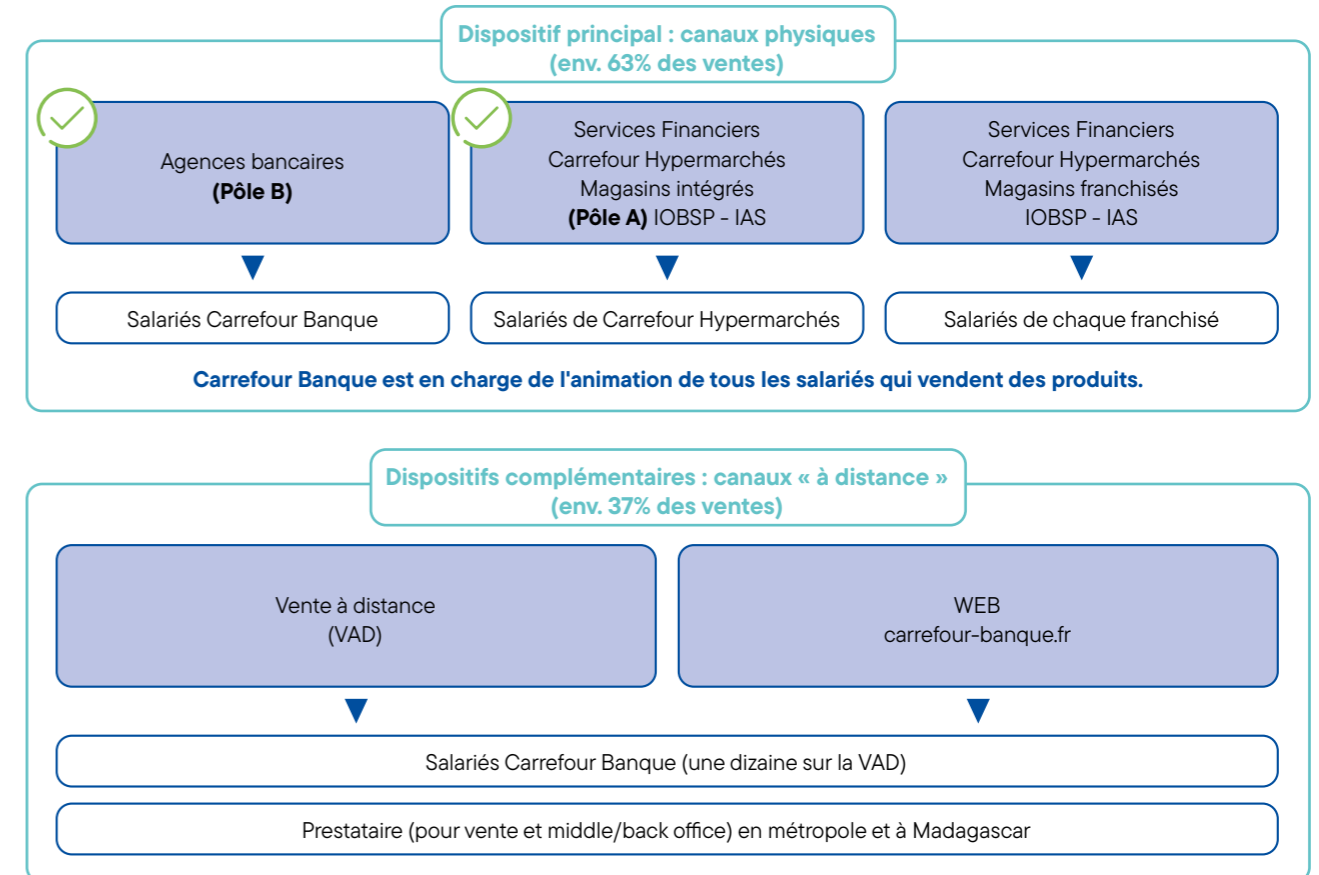 Dispositif principal : canaux physiques
(env. 63% des ventes)
Agences bancaires
(Pôle B)
Services Financiers
Carrefour Hypermarchés
Magasins intégrés
(Pôle A) IOBSP - IAS
Services Financiers
Carrefour Hypermarchés
Magasins franchisés
IOBSP - IAS
Salariés Carrefour Banque
Salariés de Carrefour Hypermarchés
Salariés de chaque franchisé
Carrefour Banque est en charge de l'animation de tous les salariés qui vendent des produits.
Dispositifs complémentaires : canaux « à distance »
(env. 37% des ventes)
Vente à distance
(VAD)
WEB
carrefour-banque.fr
Salariés Carrefour Banque (une dizaine sur la VAD)
Prestataire (pour vente et middle/back office) en métropole et à Madagascar